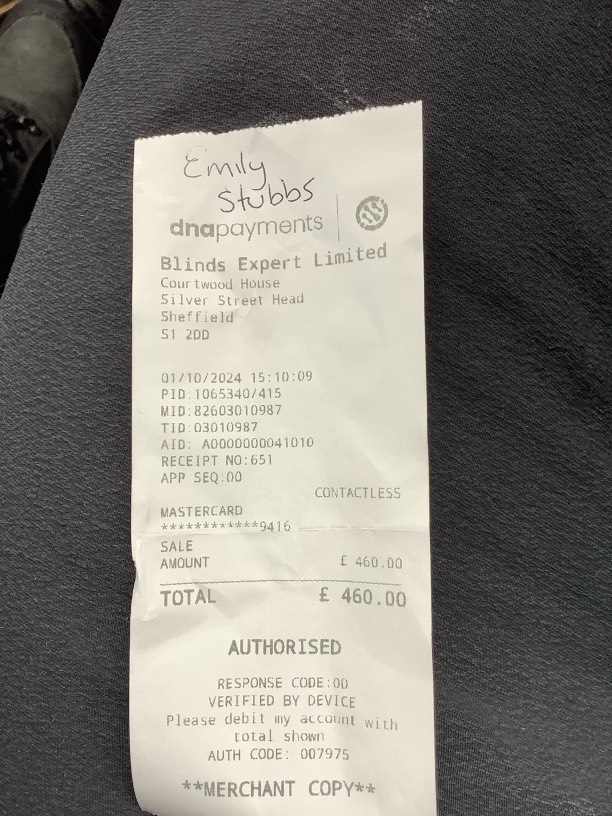 Emily
Stubbs
dnapayments
Blinds Expert Limited
Courtwood House
Silver Street Head
Sheffield
S1 2DD
01/10/2024 15:10:09
PID:1065340/415
MID:82603010987
TID:03010987
AID: A0000000041010
RECEIPT NO:651
APP SEQ.00
CONTACTLESS
MASTERCARD
************9416
SALE
AMOUNT £ 460.00
TOTAL £ 460.00
AUTHORISED
RESPONSE CODE:00
VERIFIED BY DEVICE
Please debit my account with
total shown
AUTH CODE: 007975
**MERCHANT COPY**